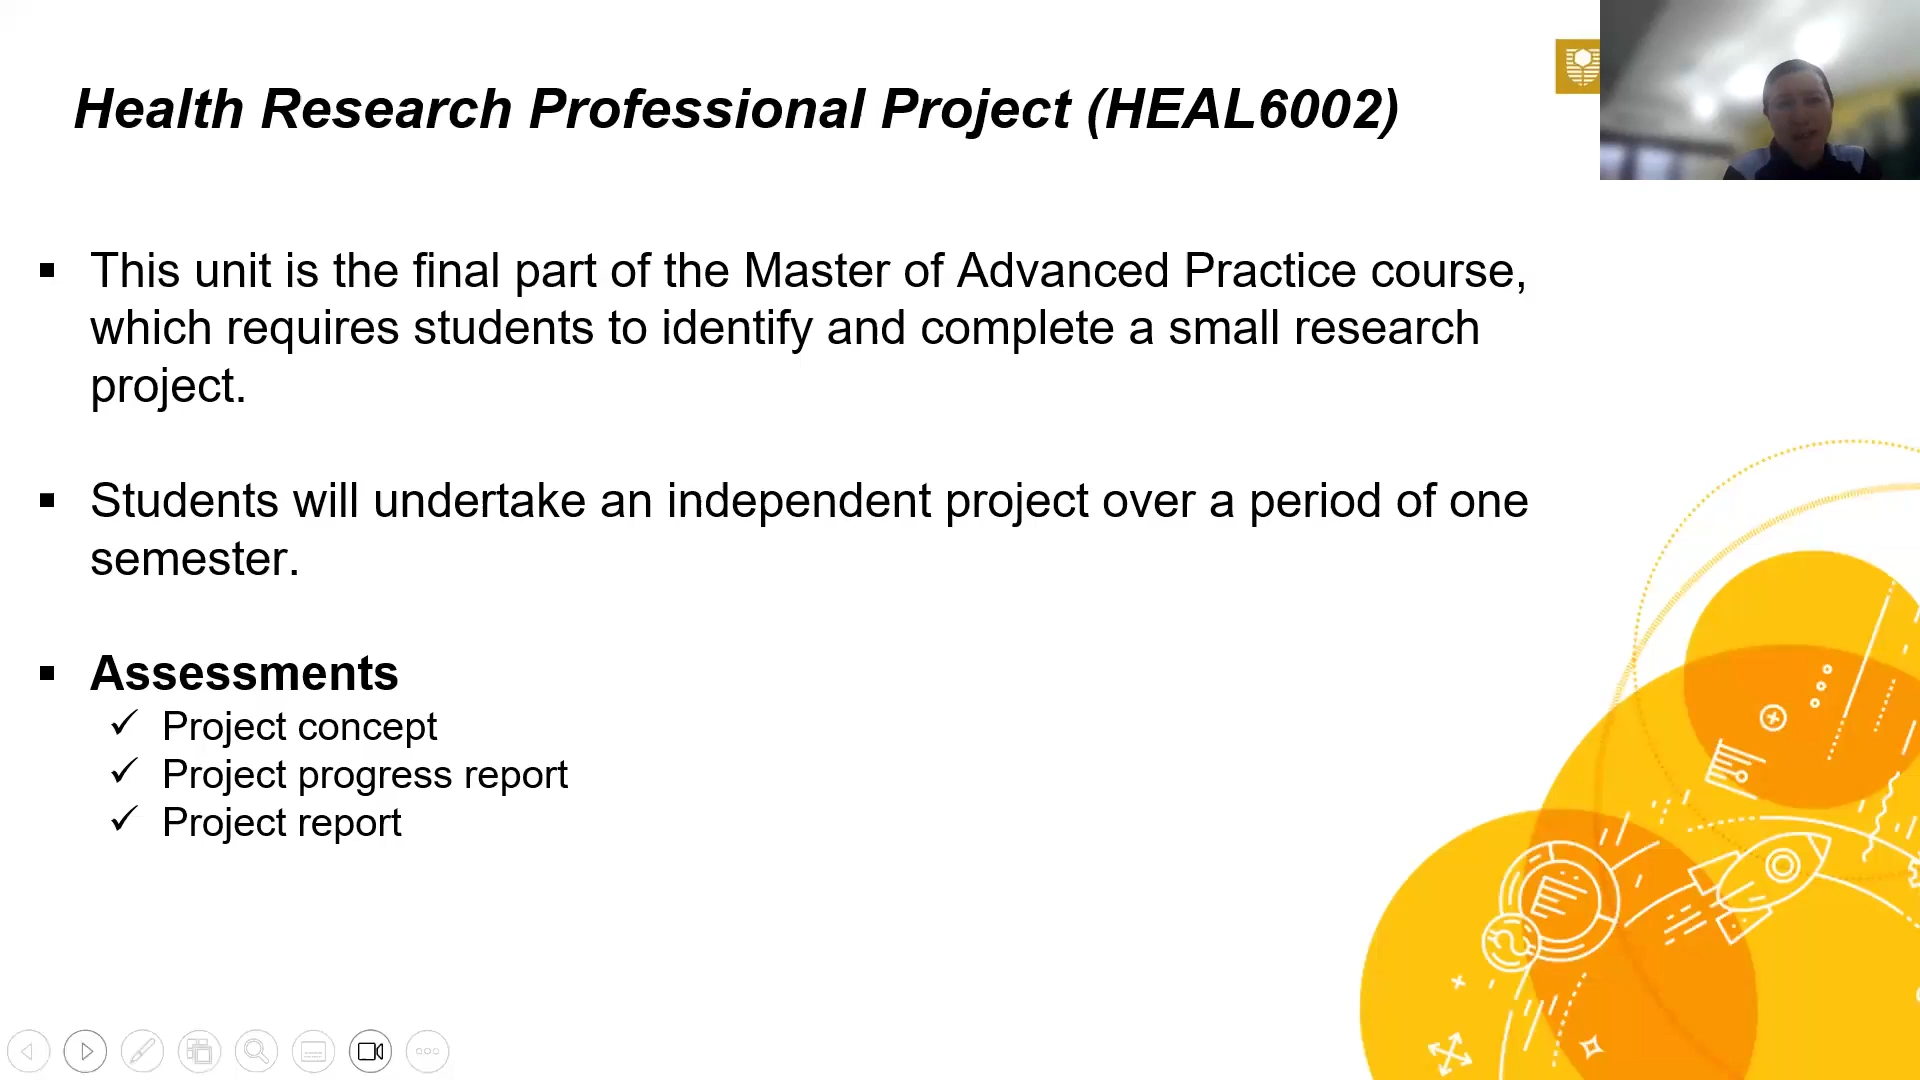 Health Research Professional Project (HEAL6002)
This unit is the final part of the Master of Advanced Practice course,
which requires students to identify and complete a small research
project.
Students will undertake an independent project over a period of one
semester.
Assessments
Project concept
Project progress report
Project report